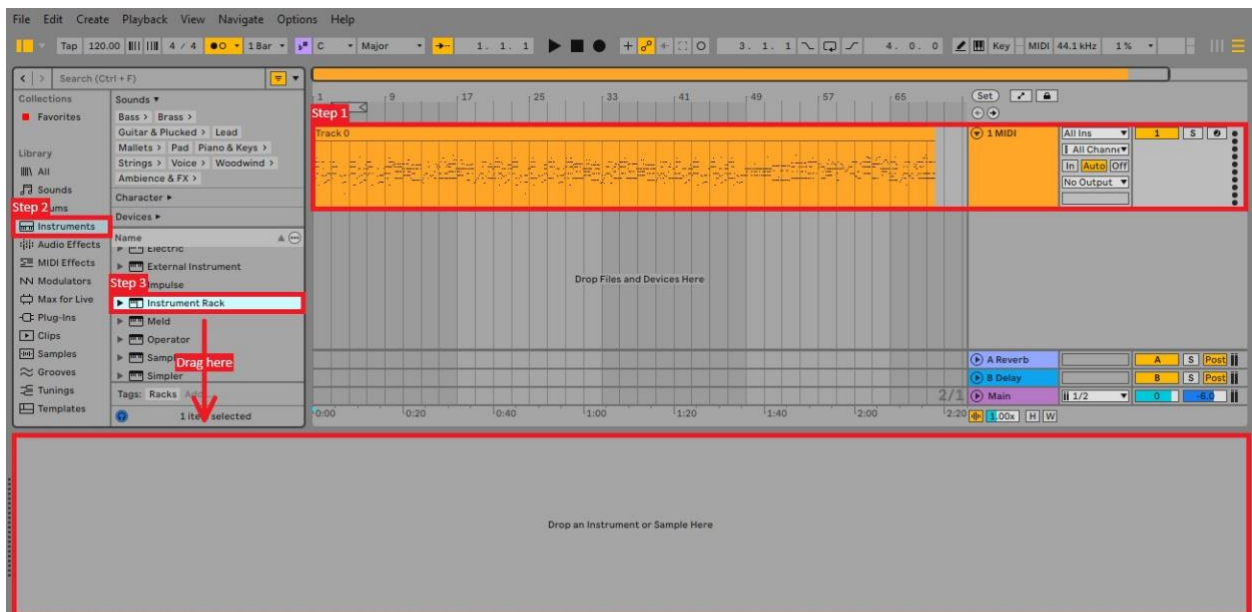 File Edit Create Playback View Navigate Options Help
Tap 120.00 4 / 4 1 Bar C Major 1. 1. 1 3. 1. 1 4. 0. 0 Key MIDI 44.1 kHz 1 %
Search (Ctrl + F)
Collections
Favorites
Library
All
Sounds
Step 2 ums
Instruments
Audio Effects
MIDI Effects
Modulators
Max for Live
Plug-Ins
Clips
Samples
Grooves
Tunings
Templates
Sounds
Bass > Brass >
Guitar & Plucked > Lead
Mallets > Pad Piano & Keys >
Strings > Voice > Woodwind >
Ambience & FX >
Character
Devices
Name
Electric
External Instrument
Step 3 Impulse
Instrument Rack
Meld
Operator
Samp
Drag here
Simpler
Tags: Racks
1 item selected
1 9 17 25 33 41 49 57 65
Step 1
Track 0
Drop Files and Devices Here
2/1
0:00 0:20 0:40 1:00 1:20 1:40 2:00 2:20
Set
1 MIDI All Ins 1 S
All Channe
In Auto Off
No Output
A Reverb A S Post
B Delay B S Post
Main 1/2 0 -6.0
1.00x H W
Drop an Instrument or Sample Here